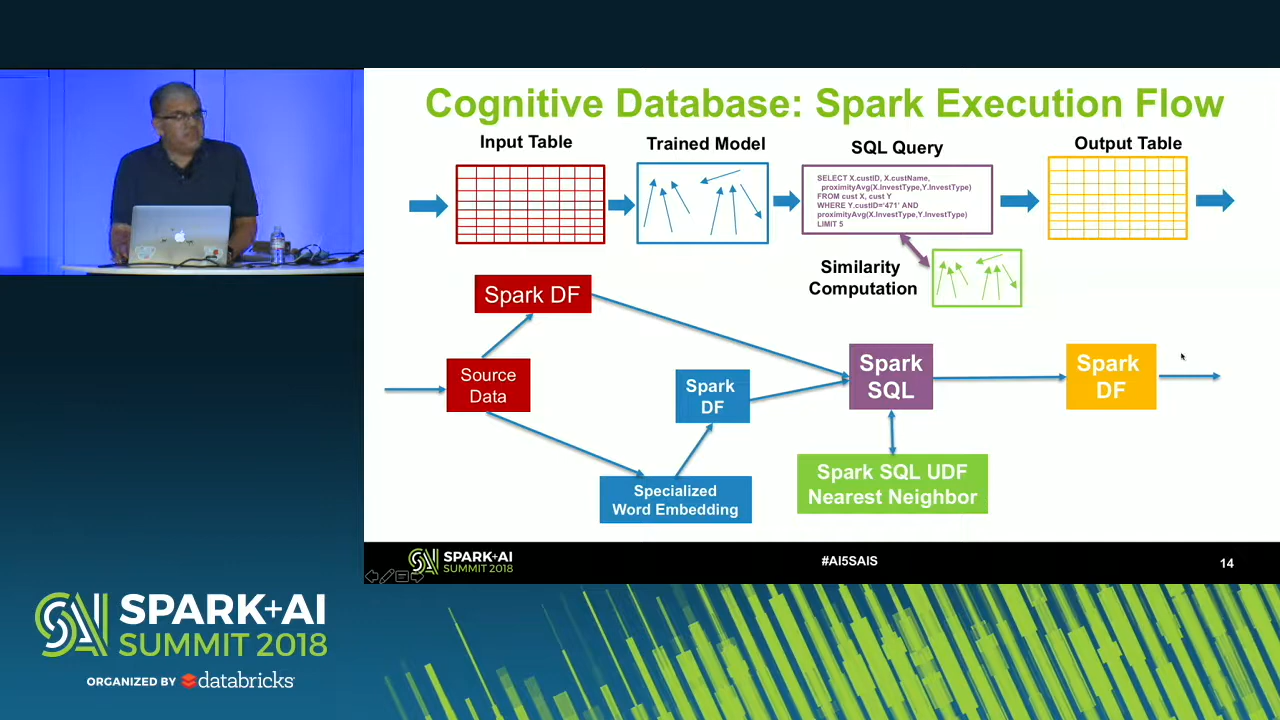 Cognitive Database: Spark Execution Flow
Input Table
Trained Model
SQL Query
Output Table
SELECT X.custID, X.custName,
proximityAvg(X.InvestType,Y.InvestType)
FROM cust X, cust Y
WHERE Y.custID='471' AND
proximityAvg(X.InvestType,Y.InvestType)
LIMIT 5
Similarity
Computation
Spark DF
Source
Data
Spark
DF
Spark
SQL
Spark
DF
Specialized
Word Embedding
Spark SQL UDF
Nearest Neighbor
SPARK+AI
SUMMIT 2018
#AI5SAIS
14
SPARK+AI
SUMMIT 2018
ORGANIZED BY databricks